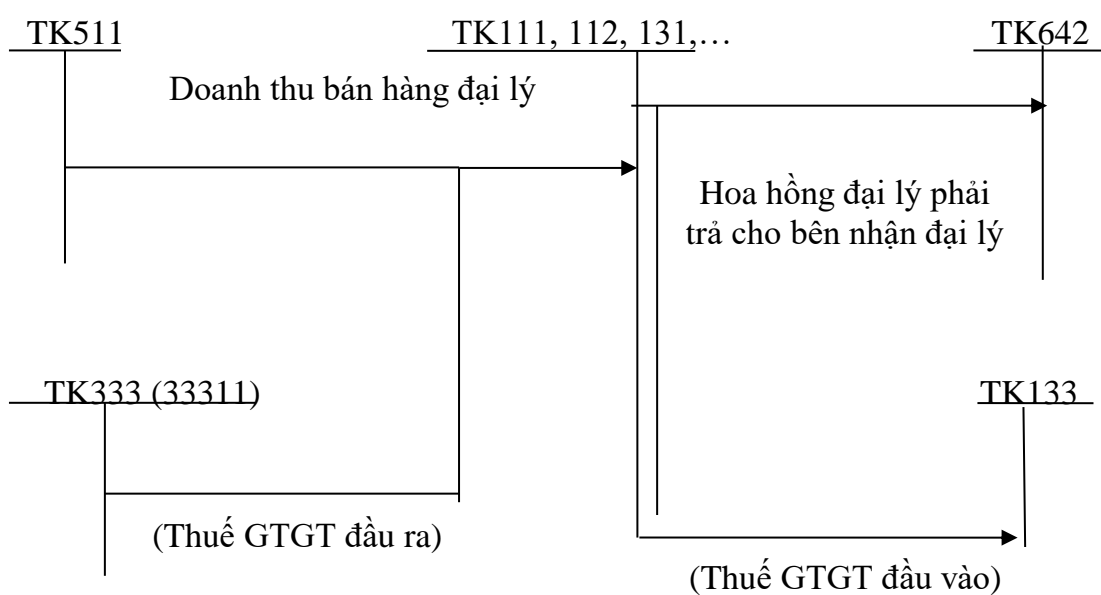 TK511
TK111, 112, 131,…
TK642
Doanh thu bán hàng đại lý
Hoa hồng đại lý phải
trả cho bên nhận đại lý
TK333 (33311)
TK133
(Thuế GTGT đầu ra)
(Thuế GTGT đầu vào)